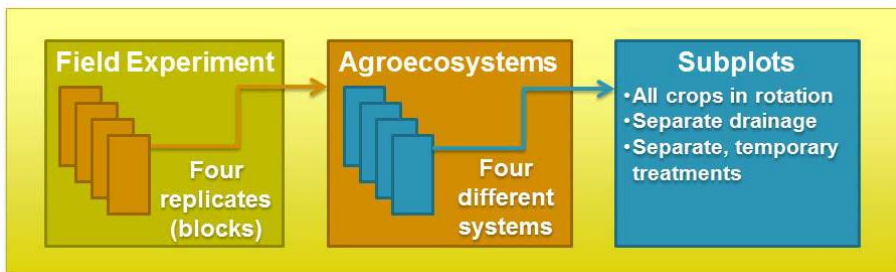 Field Experiment
Four
replicates
(blocks)
Agroecosystems
Four
different
systems
Subplots
•All crops in rotation
•Separate drainage
•Separate, temporary
treatments